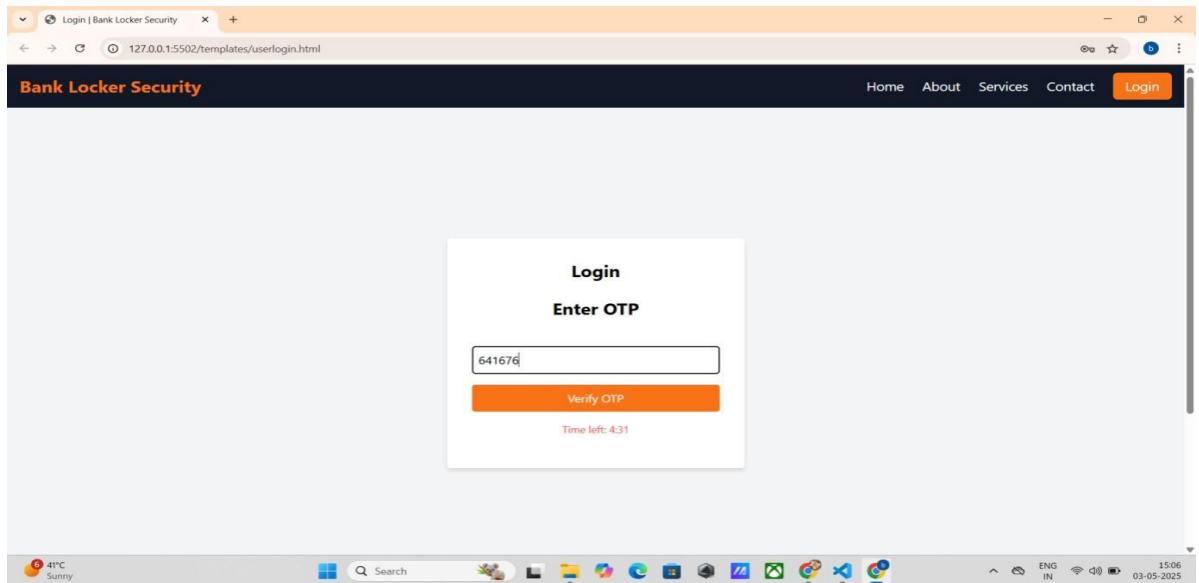 Login | Bank Locker Security
127.0.0.1:5502/templates/userlogin.html
b
Bank Locker Security
Home About Services Contact Login
Login
Enter OTP
641676
Verify OTP
Time left: 4:31
6
41°C
Sunny
Search
ENG
IN
15:06
03-05-2025